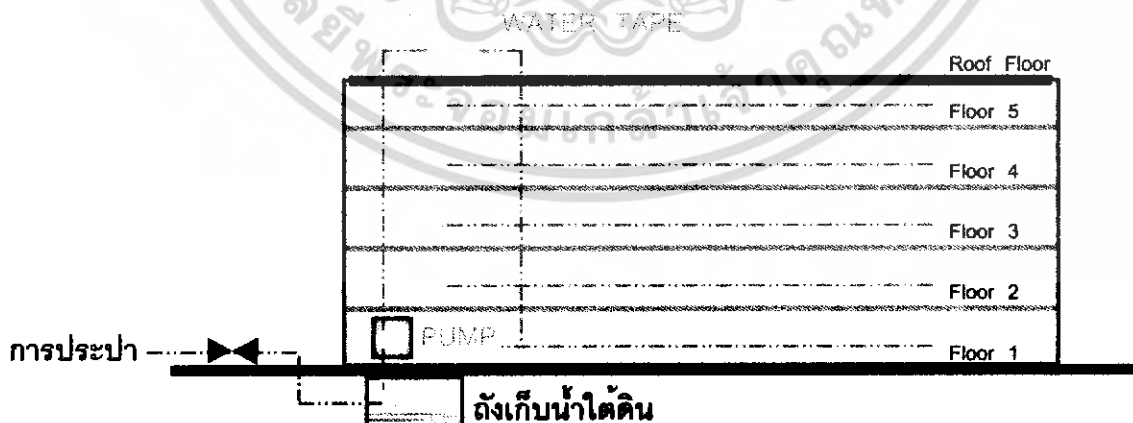 WATER TAPE
Roof Floor
Floor 5
Floor 4
Floor 3
Floor 2
PUMP
Floor 1
การประปา
ถังเก็บน้ำใต้ดิน